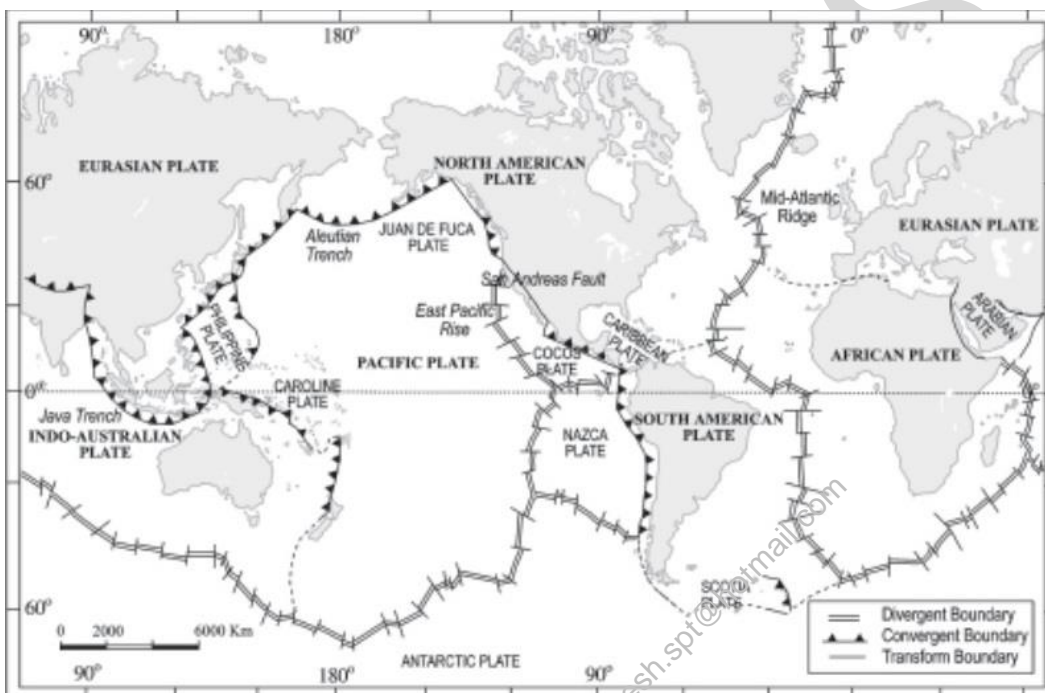 90° 180° 90° 0°
EURASIAN PLATE
NORTH AMERICAN
PLATE
60°
Mid-Atlantic
Ridge
EURASIAN PLATE
Aleutian
Trench
JUAN DE FUCA
PLATE
San Andreas Fault
East Pacific
Rise
PHILIPPINE
PLATE
CARIBBEAN
PLATE
ARABIAN
PLATE
PACIFIC PLATE
COCOS
PLATE
AFRICAN PLATE
0° 0°
CAROLINE
PLATE
Java Trench
INDO-AUSTRALIAN
PLATE
SOUTH AMERICAN
PLATE
NAZCA
PLATE
SCOTIA
PLATE
60° 60°
0 2000 6000 Km
ANTARCTIC PLATE
Divergent Boundary
Convergent Boundary
Transform Boundary
90° 180° 90° 0°